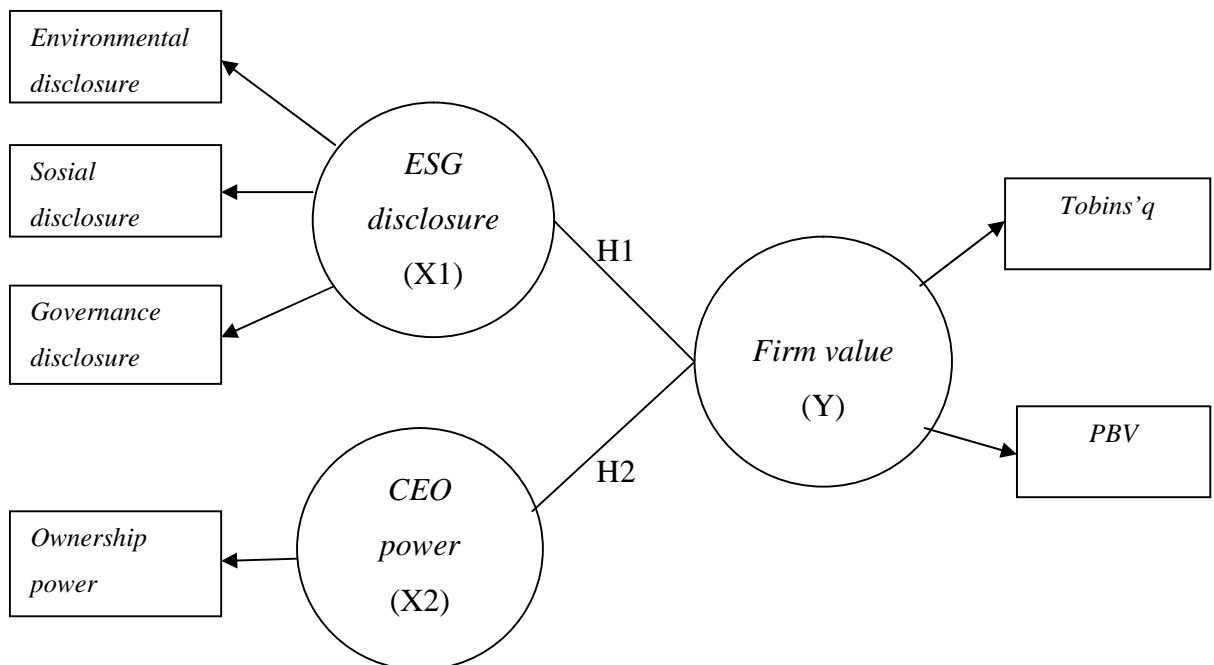 Environmental
disclosure
Sosial
disclosure
Governance
disclosure
Ownership
power
ESG
disclosure
(X1)
CEO
power
(X2)
H1
H2
Firm value
(Y)
Tobins’q
PBV